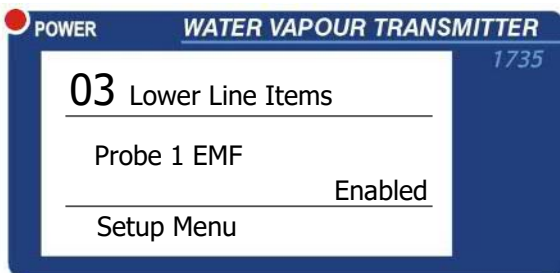 POWER WATER VAPOUR TRANSMITTER
1735
03 Lower Line Items
Probe 1 EMF
Enabled
Setup Menu